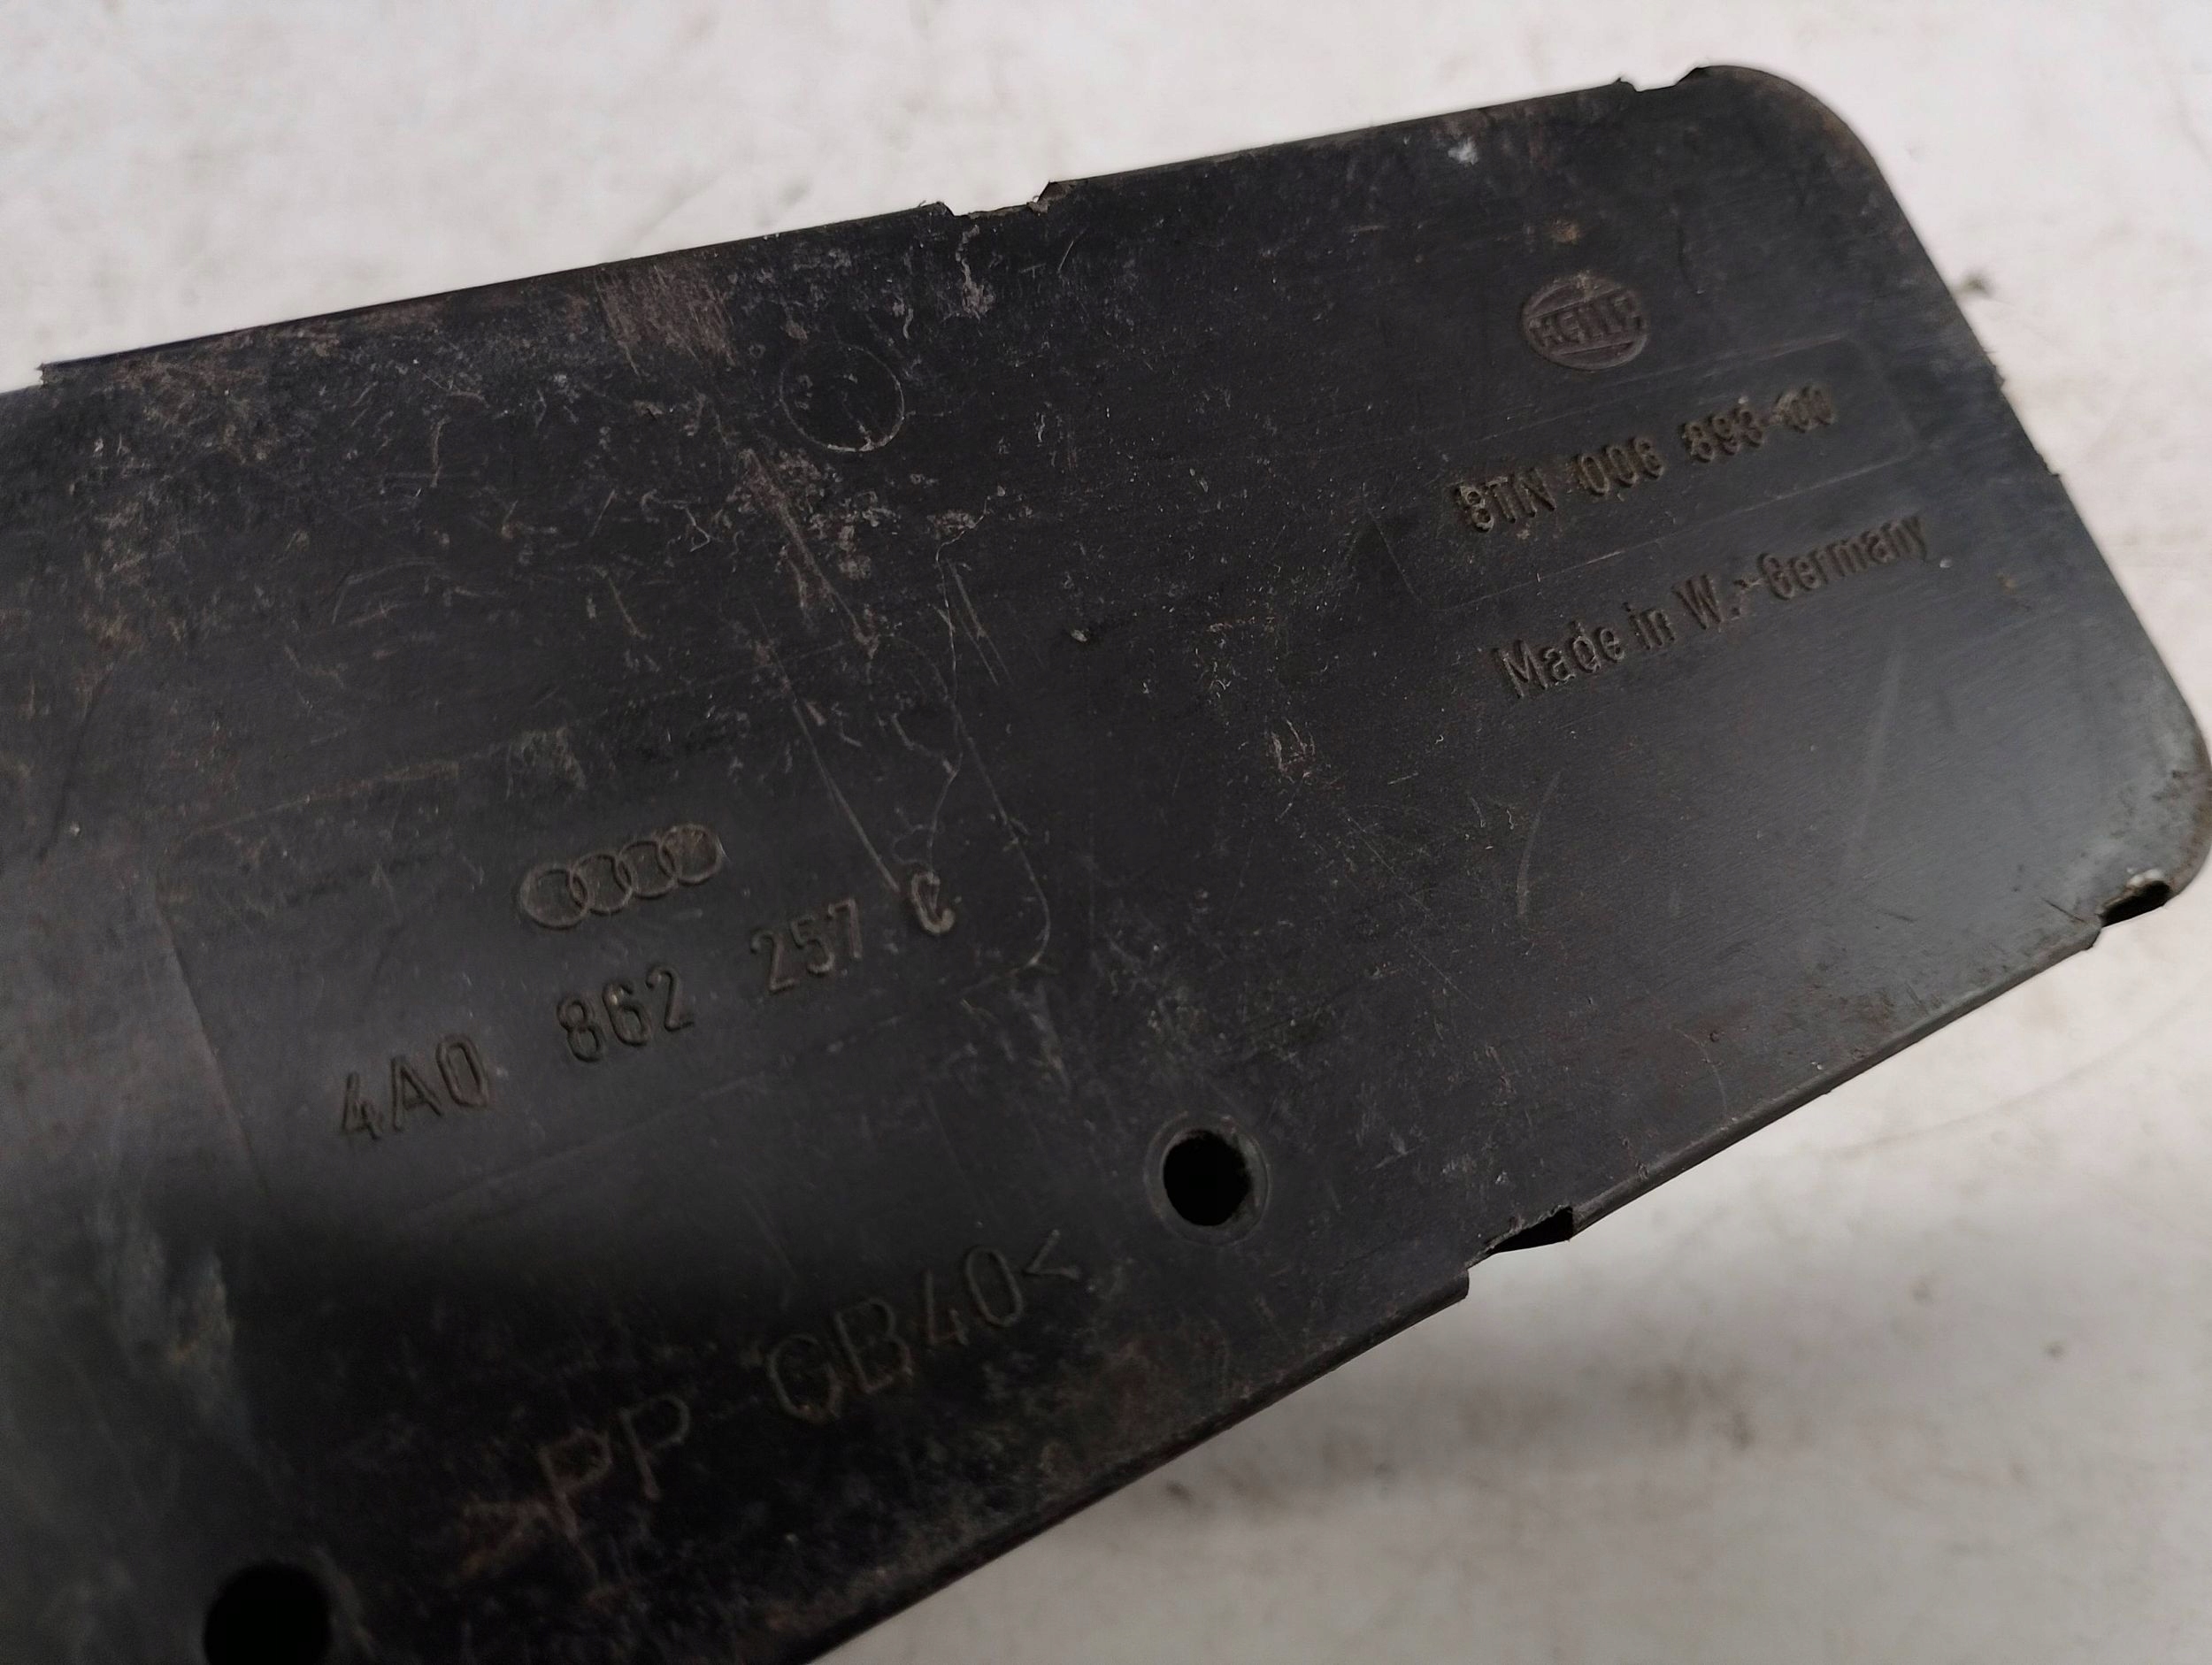 HELLA
8TN 006 893-00
Made in W.-Germany
4A0 862 257 C
>PP GB40<